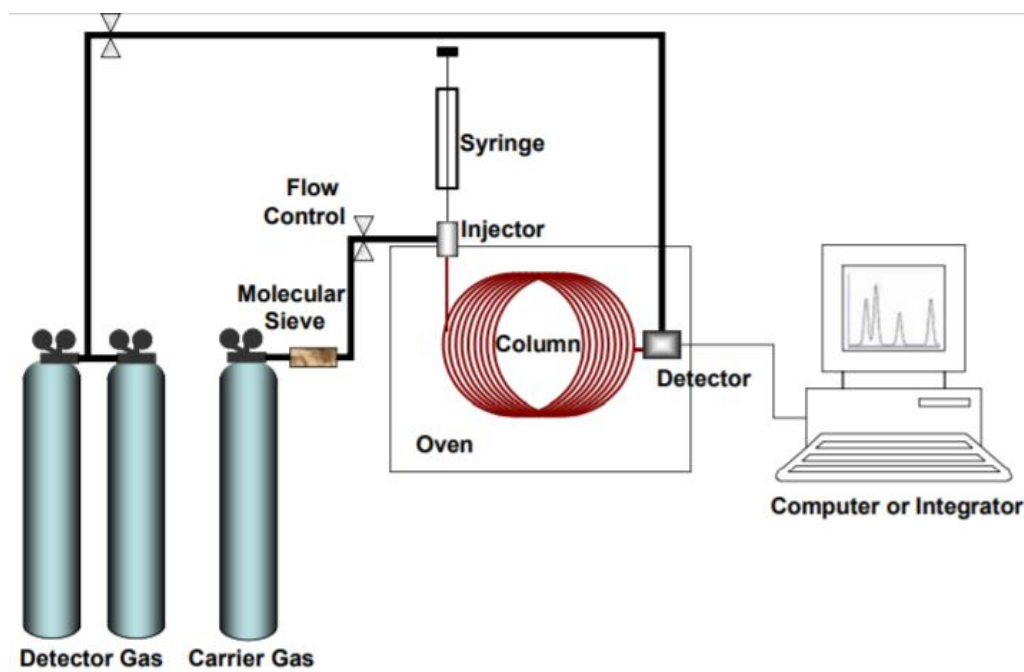 Syringe
Flow
Control
Injector
Molecular
Sieve
Column
Detector
Oven
Computer or Integrator
Detector Gas
Carrier Gas